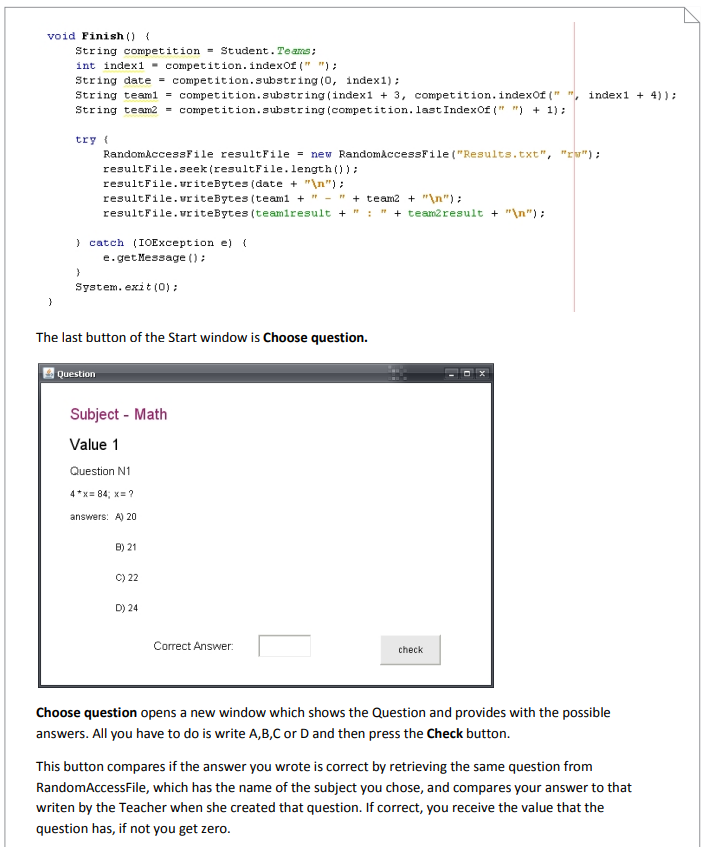 void Finish() {
String competition = Student.Teams;
int index1 = competition.indexOf(" ");
String date = competition.substring(0, index1);
String team1 = competition.substring(index1 + 3, competition.indexOf(" ", index1 + 4));
String team2 = competition.substring(competition.lastIndexOf(" ") + 1);
try {
RandomAccessFile resultFile = new RandomAccessFile("Results.txt", "rw");
resultFile.seek(resultFile.length());
resultFile.writeBytes(date + "\n");
resultFile.writeBytes(team1 + " - " + team2 + "\n");
resultFile.writeBytes(team1result + " : " + team2result + "\n");
} catch (IOException e) {
e.getMessage();
}
System.exit(0);
}
The last button of the Start window is Choose question.
Question
Subject - Math
Value 1
Question N1
4*x= 84; x= ?
answers: A) 20
B) 21
C) 22
D) 24
Correct Answer:
check
Choose question opens a new window which shows the Question and provides with the possible
answers. All you have to do is write A,B,C or D and then press the Check button.
This button compares if the answer you wrote is correct by retrieving the same question from
RandomAccessFile, which has the name of the subject you chose, and compares your answer to that
writen by the Teacher when she created that question. If correct, you receive the value that the
question has, if not you get zero.